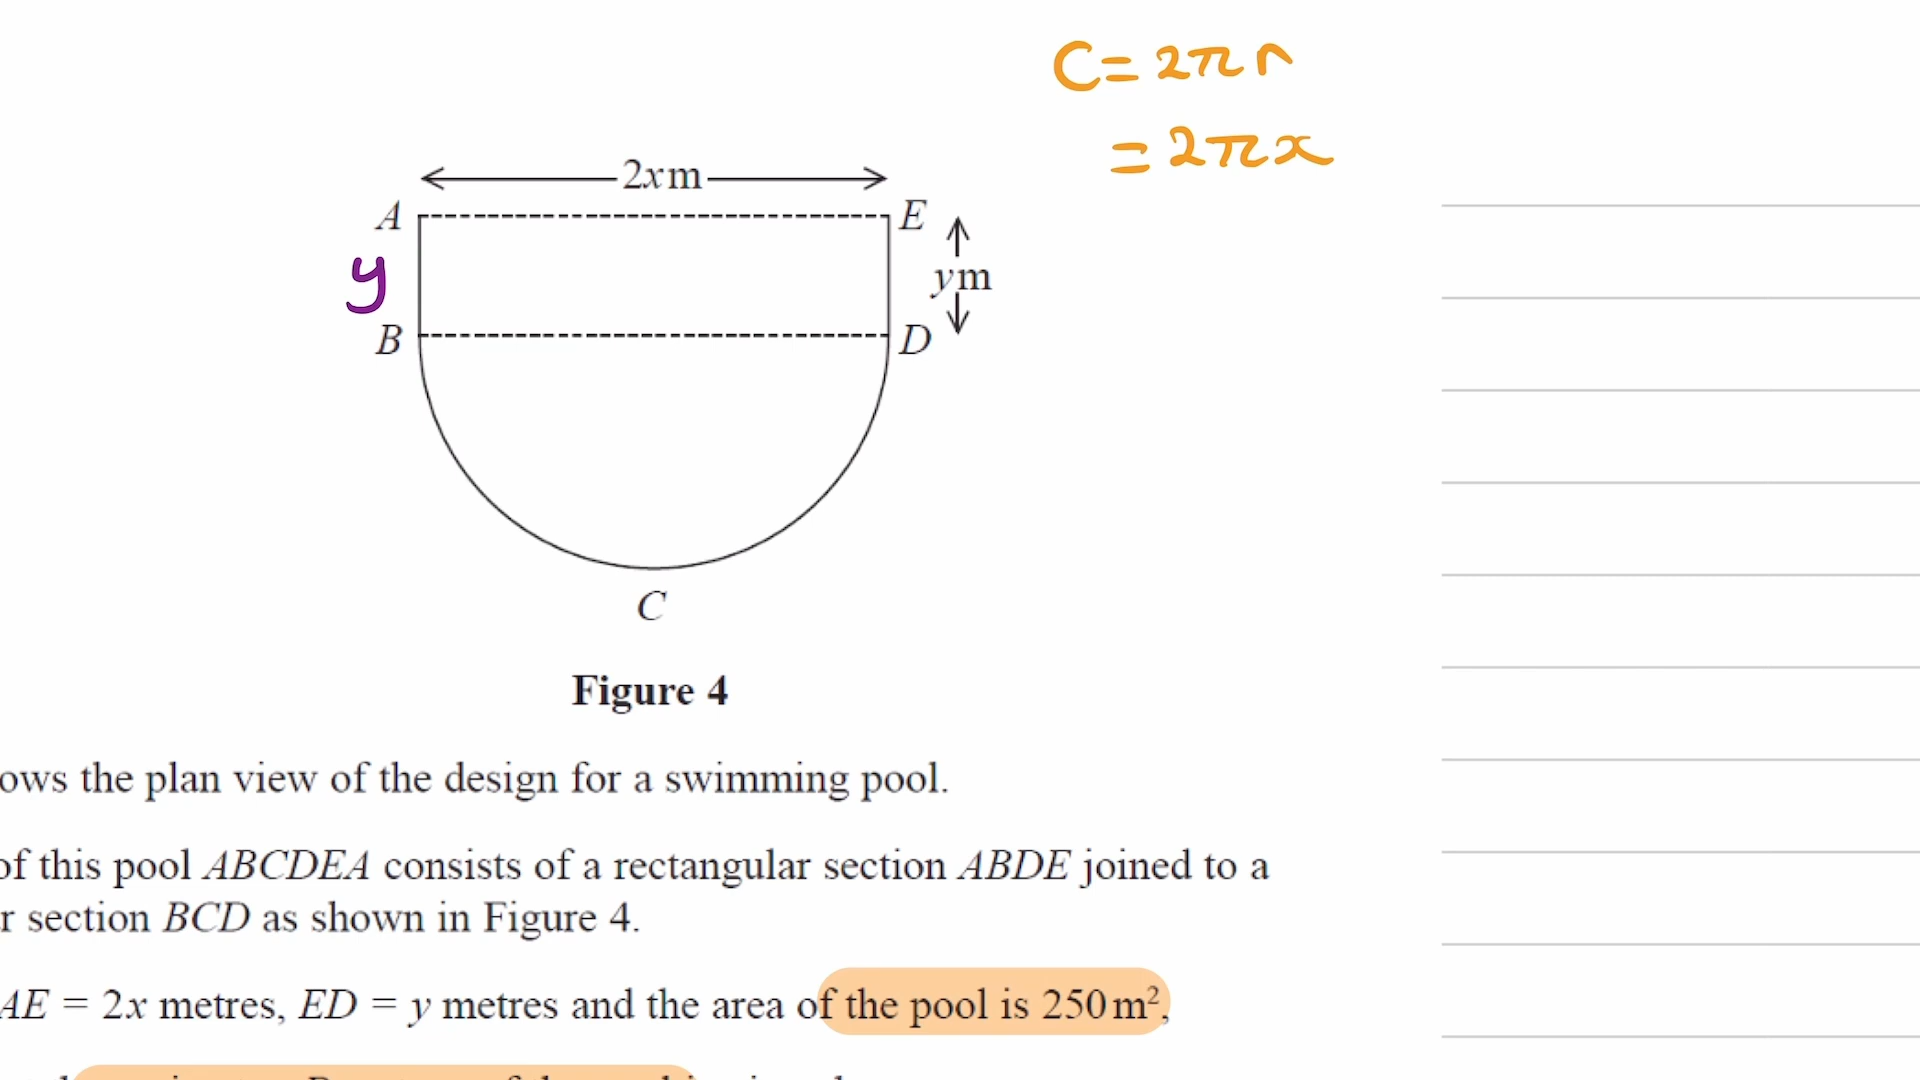 C = 2πr
= 2πx
2x m
A
E
y
y m
B
D
C
Figure 4
ows the plan view of the design for a swimming pool.
of this pool ABCDEA consists of a rectangular section ABDE joined to a
r section BCD as shown in Figure 4.
AE = 2x metres, ED = y metres and the area of the pool is 250 m²,